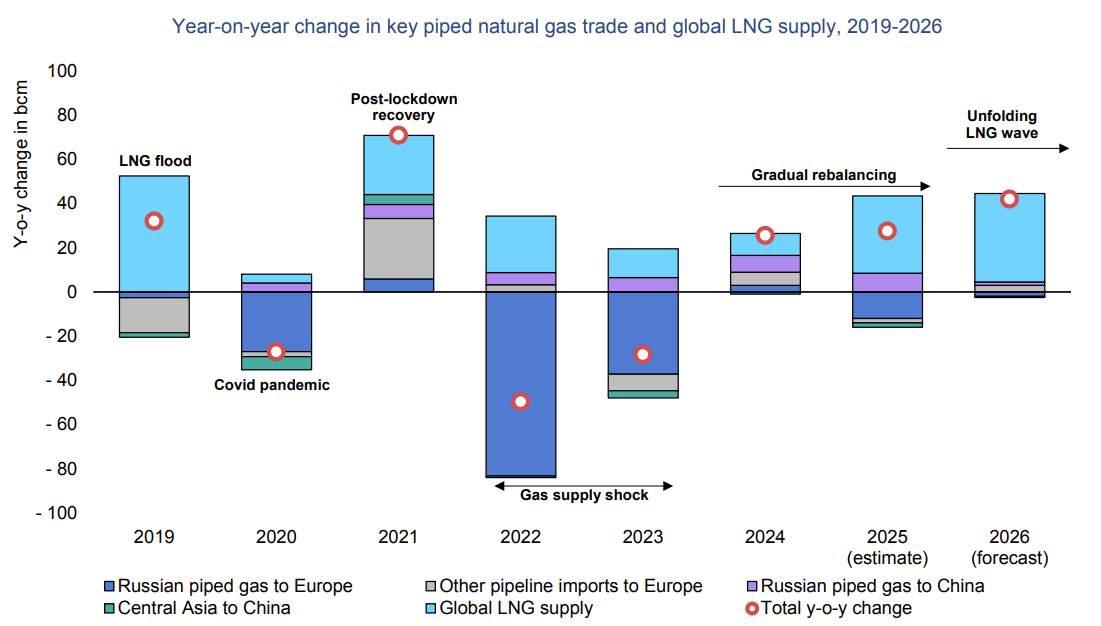 Year-on-year change in key piped natural gas trade and global LNG supply, 2019-2026
Y-o-y change in bcm
100
80
60
40
20
0
- 20
- 40
- 60
- 80
- 100
LNG flood
Covid pandemic
Post-lockdown
recovery
Gas supply shock
Gradual rebalancing
Unfolding
LNG wave
2019
2020
2021
2022
2023
2024
2025
(estimate)
2026
(forecast)
Russian piped gas to Europe
Other pipeline imports to Europe
Russian piped gas to China
Central Asia to China
Global LNG supply
Total y-o-y change